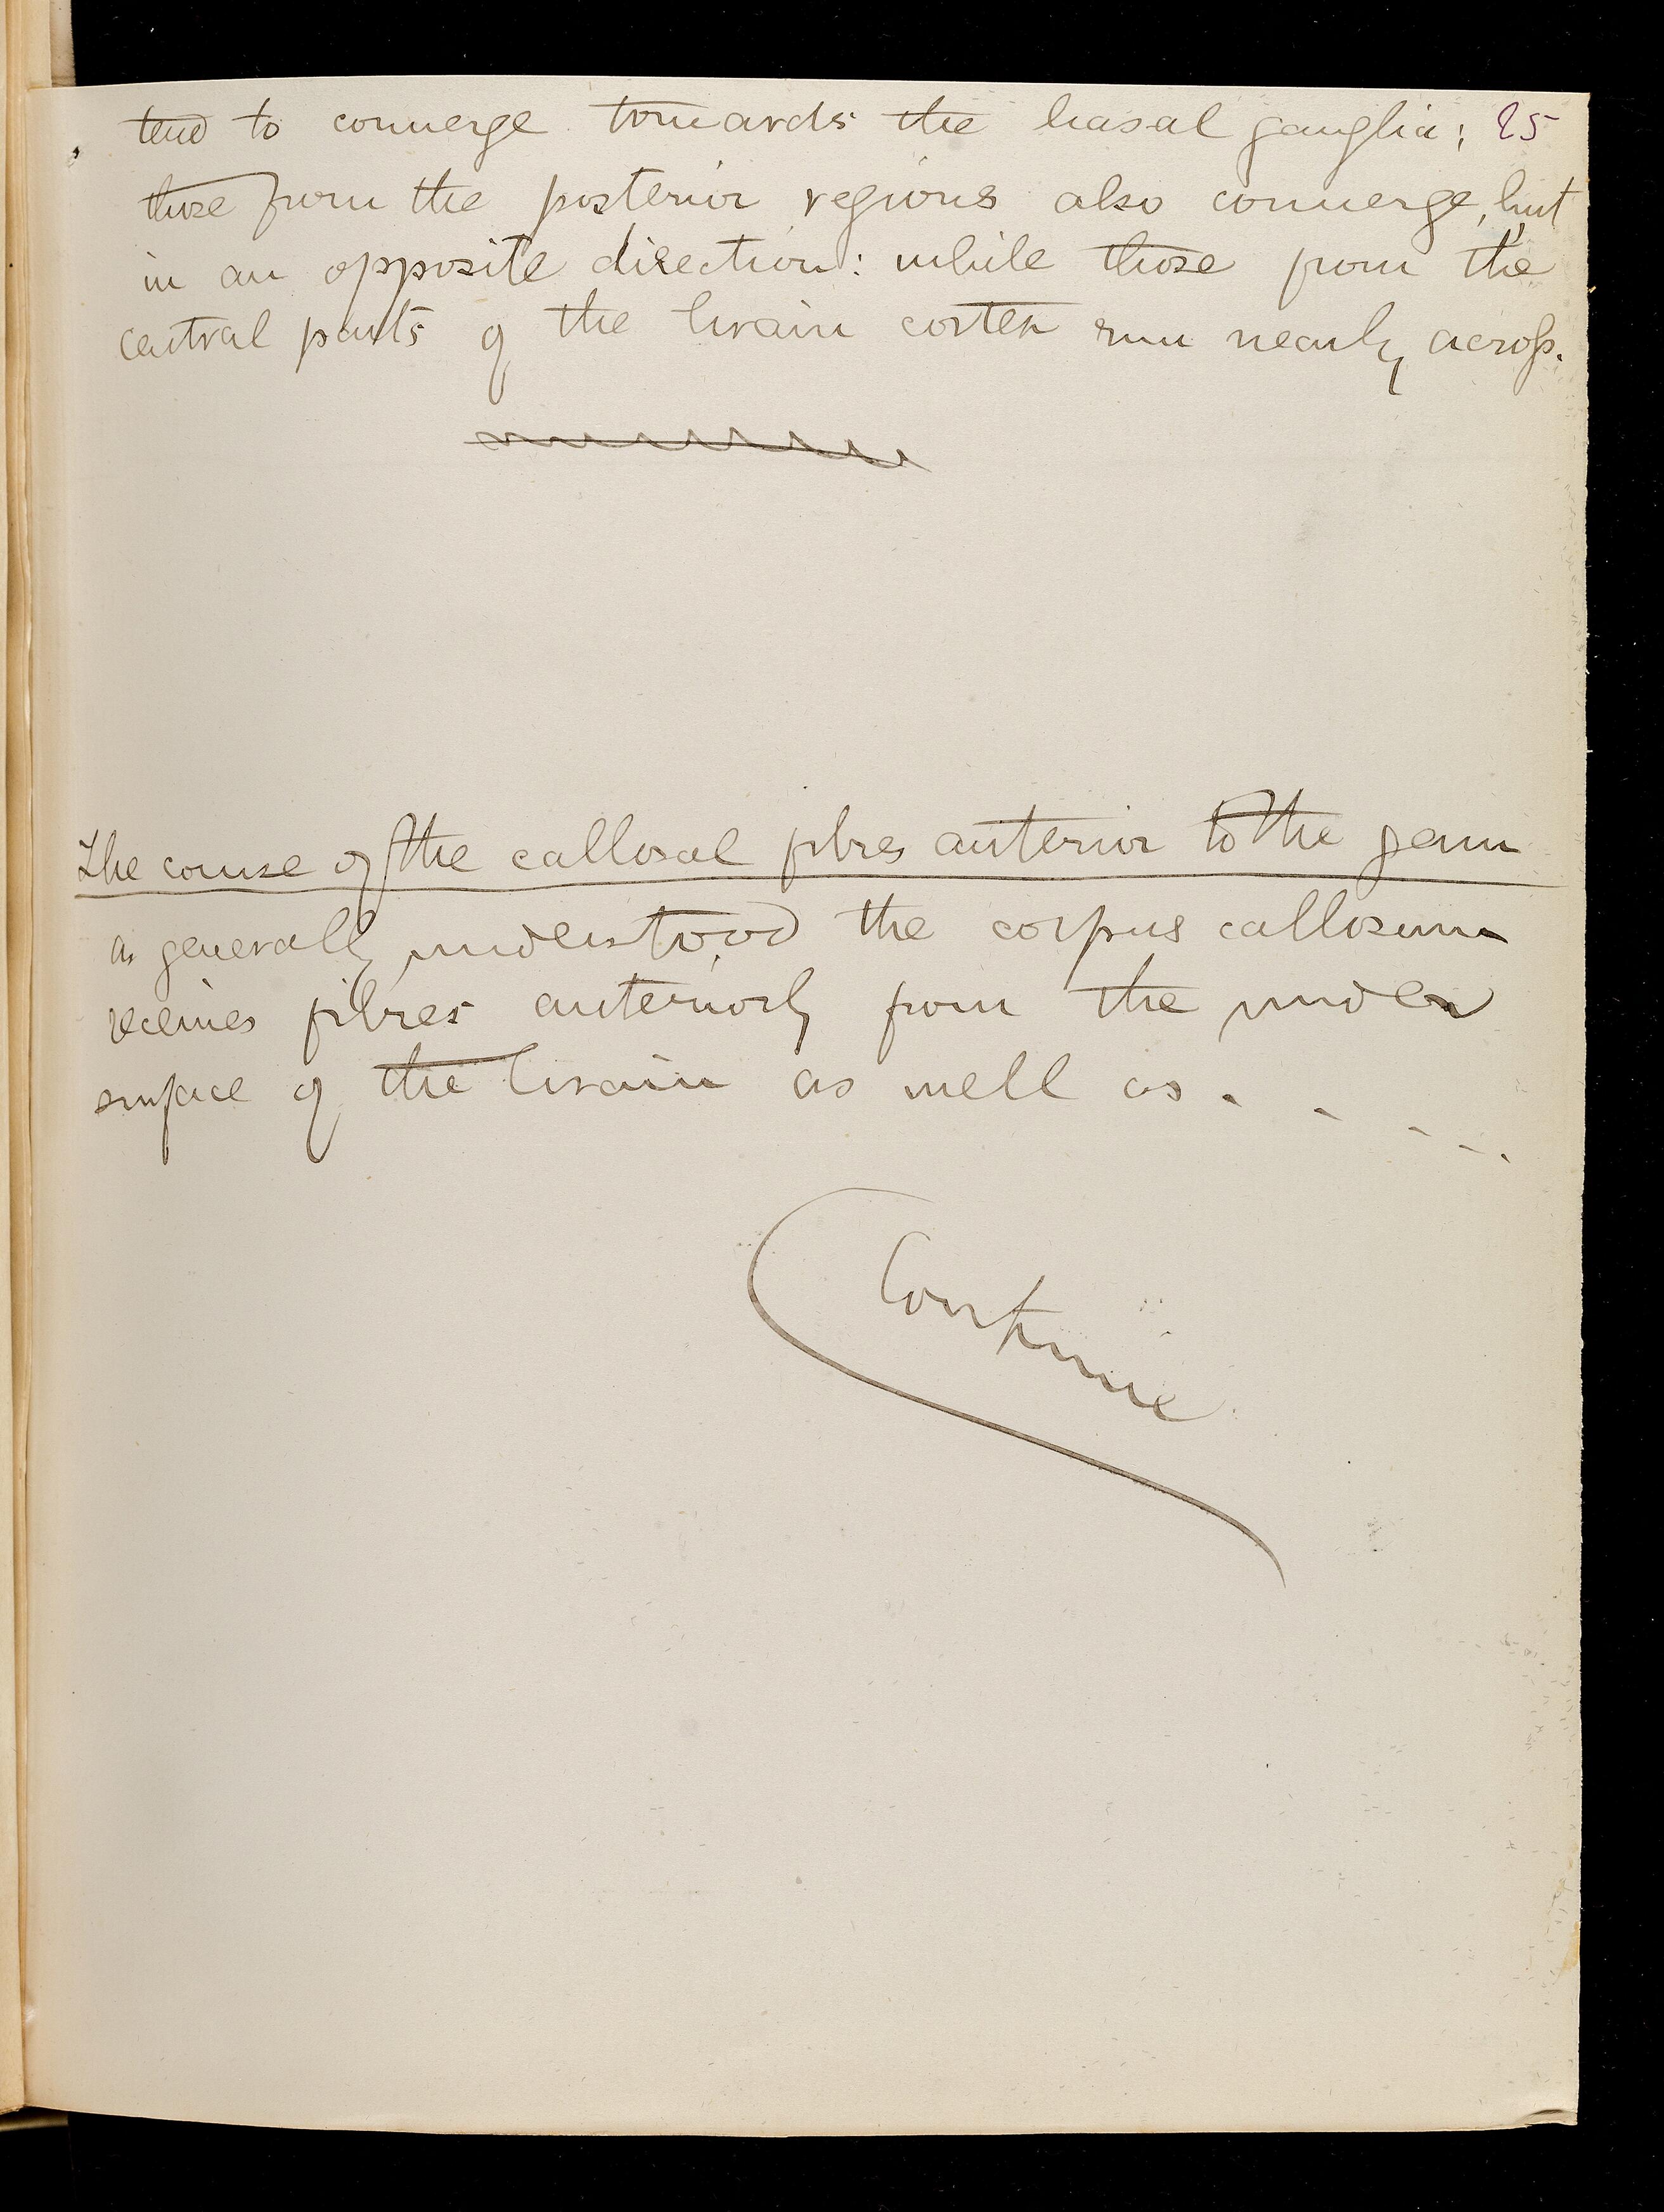 tend to converge towards the basal ganglia; 25
those from the posterior regions also converge, but
in an opposite direction: while those from the
central parts of the brain cortex run nearly across.
The course of the callosal fibres anterior to the genu
as generally understood the corpus callosum
receives fibres anteriorly from the under
surface of the brain as well as . . . . .
Continue